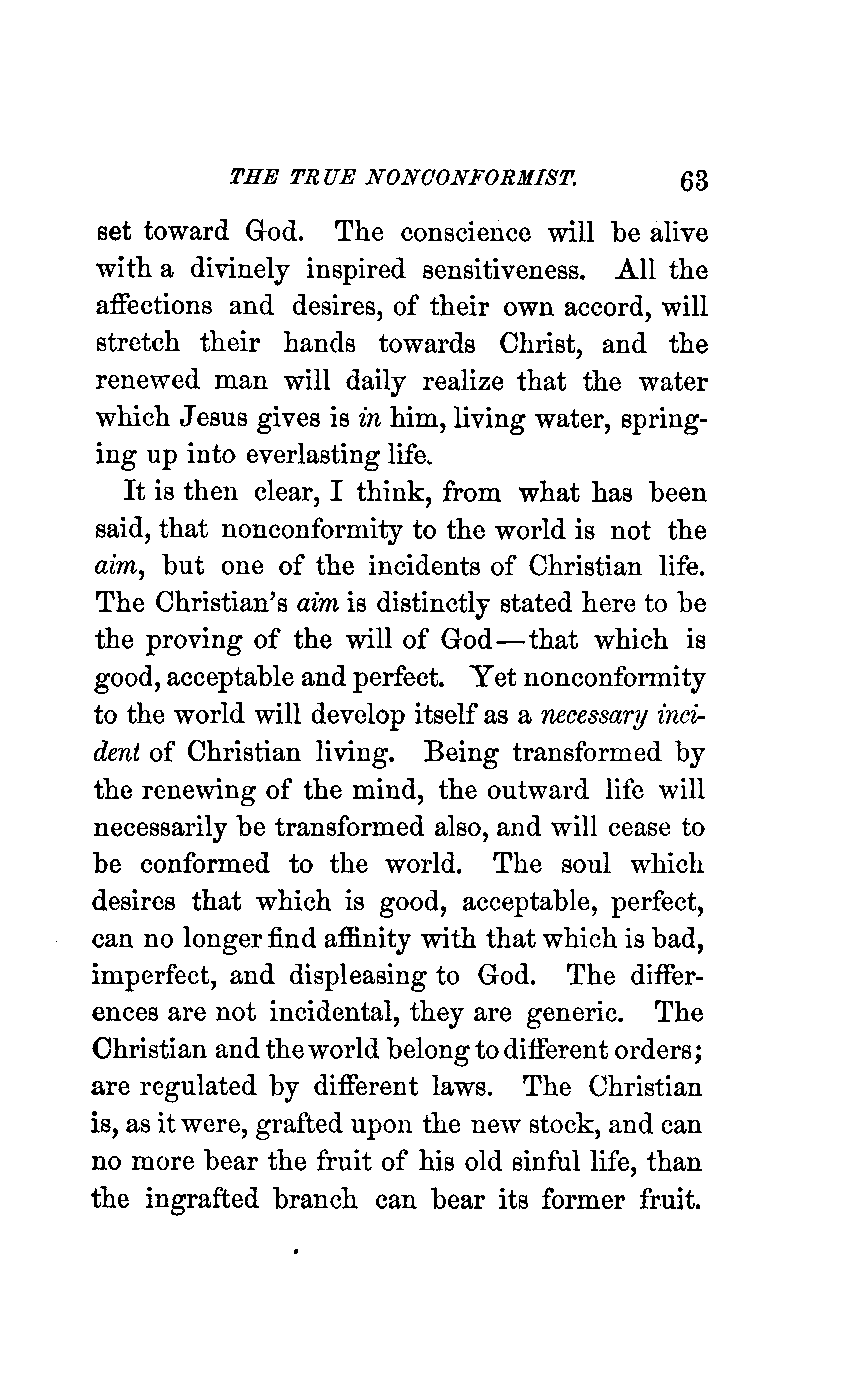 THE TRUE NONCONFORMIST. 63
set toward God. The conscience will be alive
with a divinely inspired sensitiveness. All the
affections and desires, of their own accord, will
stretch their hands towards Christ, and the
renewed man will daily realize that the water
which Jesus gives is in him, living water, spring-
ing up into everlasting life.
It is then clear, I think, from what has been
said, that nonconformity to the world is not the
aim, but one of the incidents of Christian life.
The Christian's aim is distinctly stated here to be
the proving of the will of God—that which is
good, acceptable and perfect. Yet nonconformity
to the world will develop itself as a necessary inci-
dent of Christian living. Being transformed by
the renewing of the mind, the outward life will
necessarily be transformed also, and will cease to
be conformed to the world. The soul which
desires that which is good, acceptable, perfect,
can no longer find affinity with that which is bad,
imperfect, and displeasing to God. The differ-
ences are not incidental, they are generic. The
Christian and the world belong to different orders;
are regulated by different laws. The Christian
is, as it were, grafted upon the new stock, and can
no more bear the fruit of his old sinful life, than
the ingrafted branch can bear its former fruit.